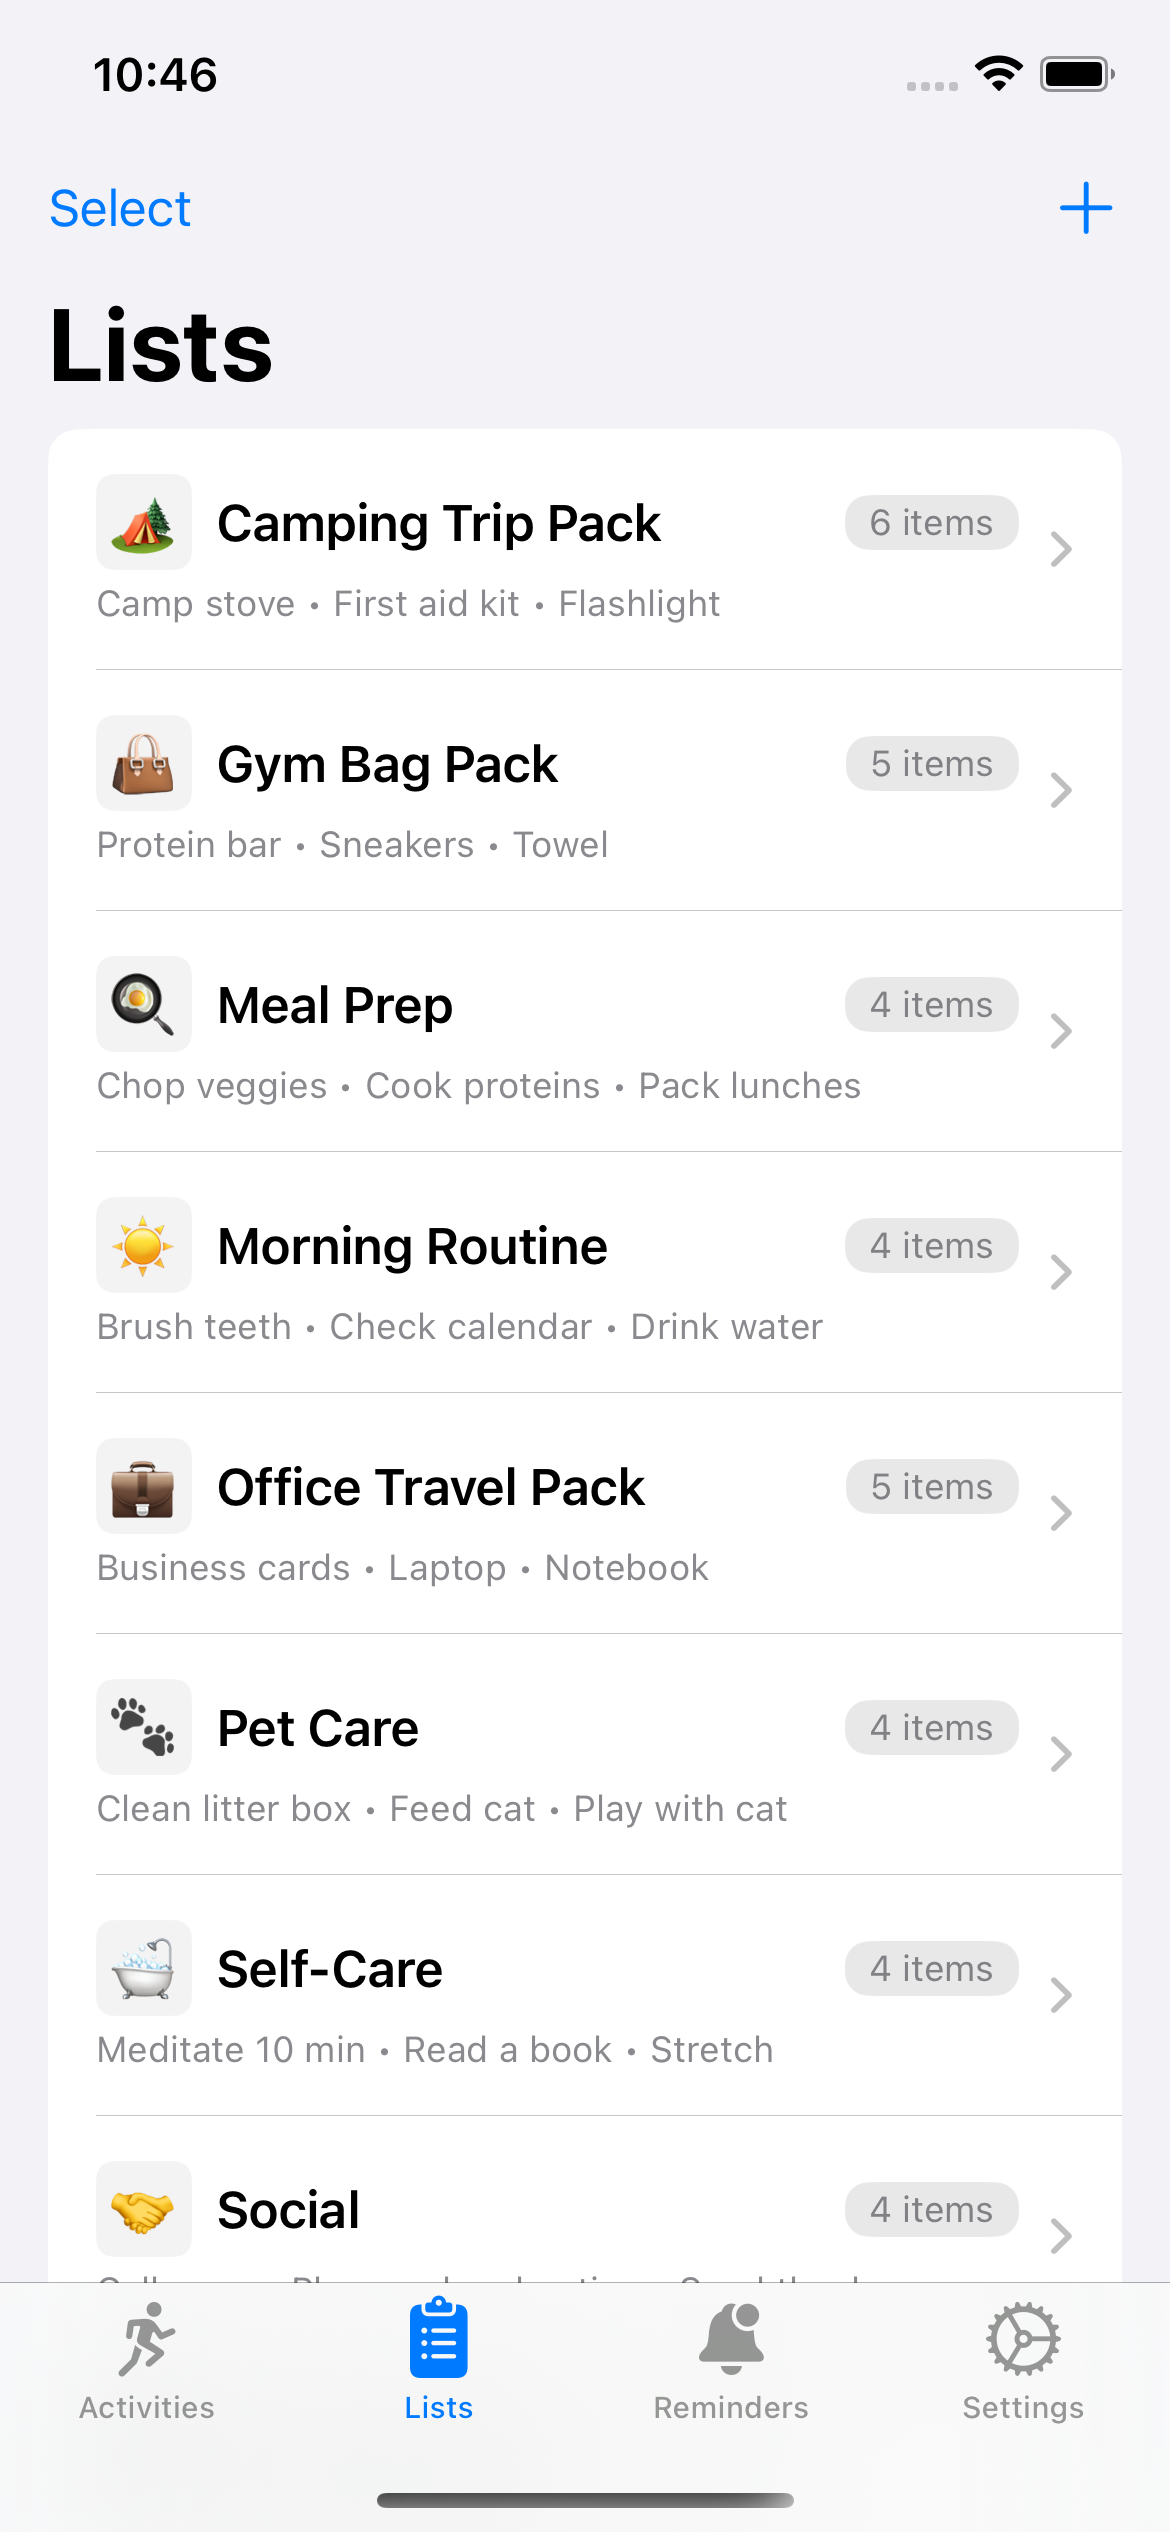 10:46
Select
Lists
Camping Trip Pack
6 items
Camp stove • First aid kit • Flashlight
Gym Bag Pack
5 items
Protein bar • Sneakers • Towel
Meal Prep
4 items
Chop veggies • Cook proteins • Pack lunches
Morning Routine
4 items
Brush teeth • Check calendar • Drink water
Office Travel Pack
5 items
Business cards • Laptop • Notebook
Pet Care
4 items
Clean litter box • Feed cat • Play with cat
Self-Care
4 items
Meditate 10 min • Read a book • Stretch
Social
4 items
Activities
Lists
Reminders
Settings